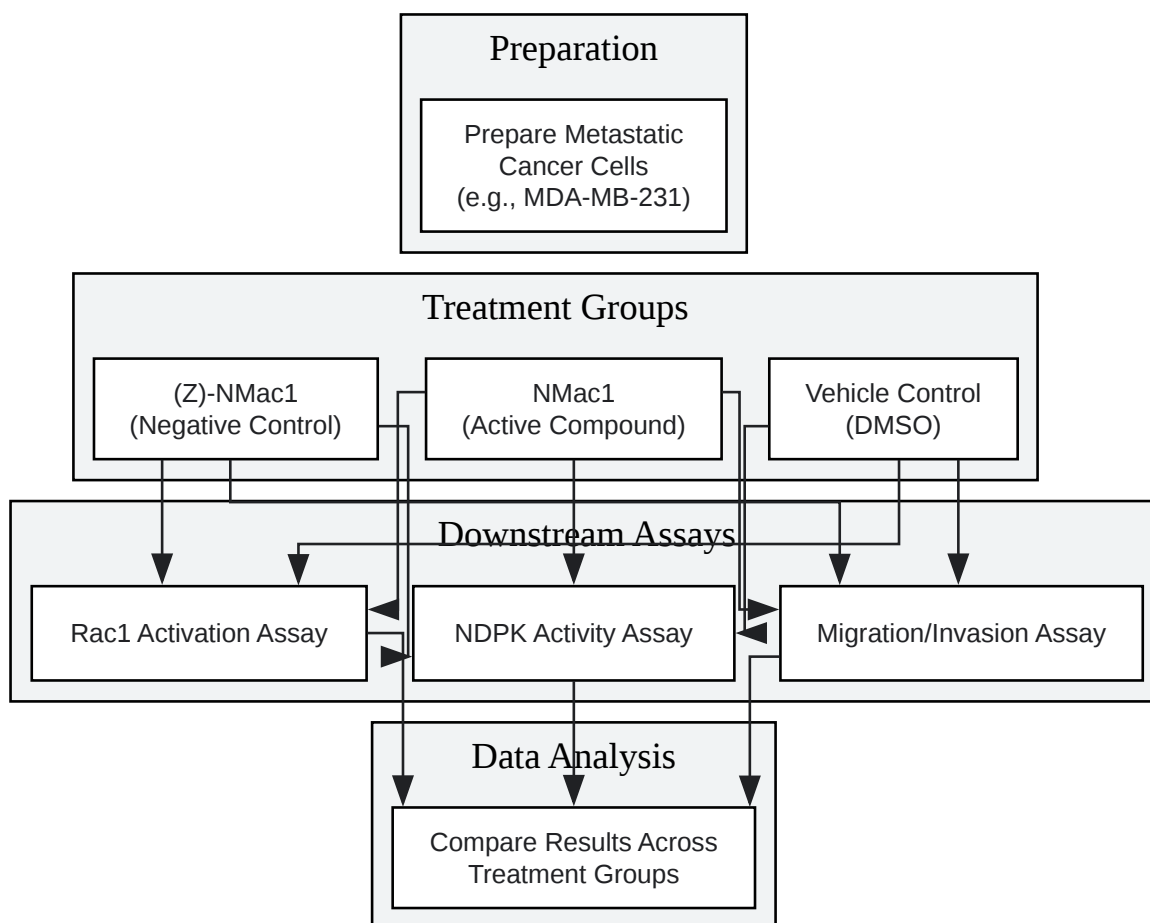 Preparation
Prepare Metastatic
Cancer Cells
(e.g., MDA-MB-231)
Treatment Groups
(Z)-NMac1
(Negative Control)
NMac1
(Active Compound)
Vehicle Control
(DMSO)
Downstream Assays
Rac1 Activation Assay
NDPK Activity Assay
Migration/Invasion Assay
Data Analysis
Compare Results Across
Treatment Groups